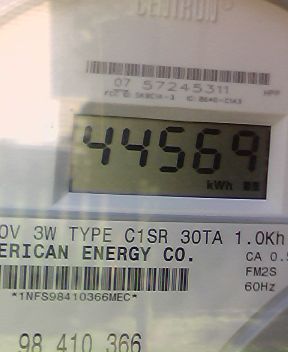 CENTRON®
07 57245311
HPP
44569
kWh
0V 3W TYPE C1SR 30TA 1.0Kh
ERICAN ENERGY CO.
CA 0.5
FM2S
60Hz
*1NFS98410366MEC*
98 410 366